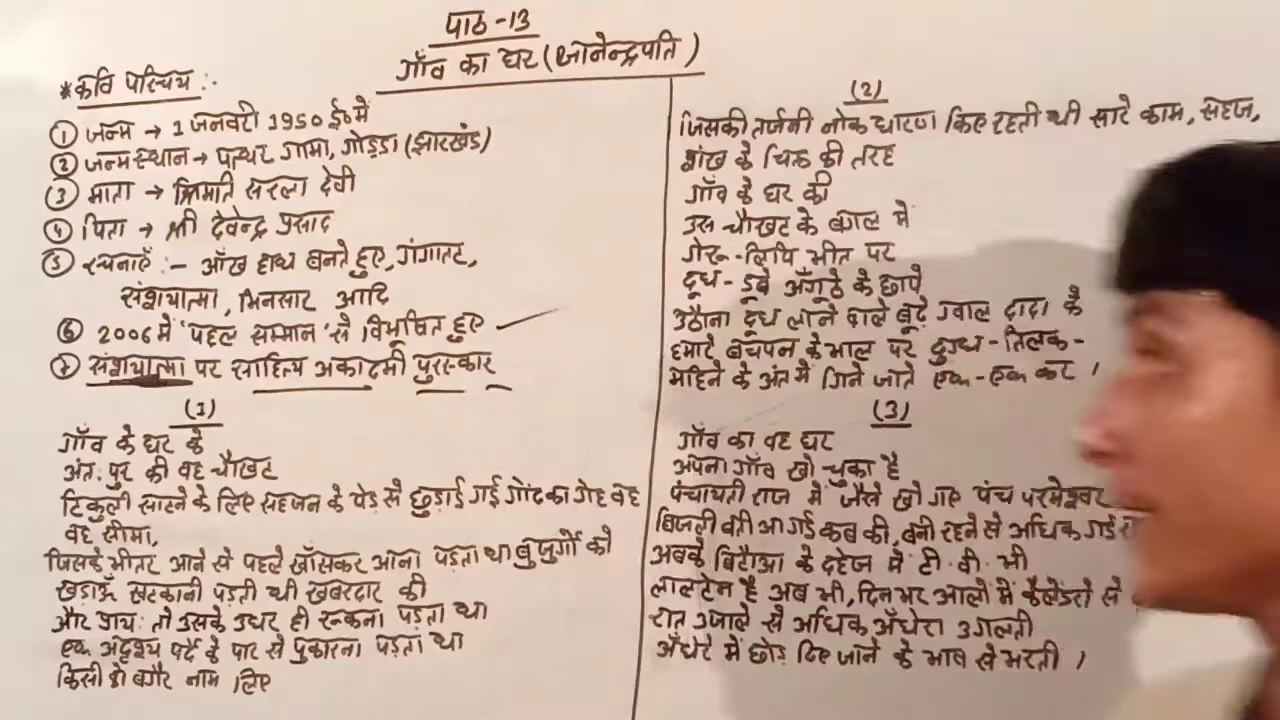 पाठ -13
गाँव का घर (ज्ञानेन्द्रपति)
*कवि परिचय :-
① जन्म → 1 जनवरी 1950 ई० में
② जन्म स्थान → पत्थर गामा, गोड्डा (झारखंड)
③ माता → श्रीमति सरला देवी
④ पिता → श्री देवेन्द्र प्रसाद
⑤ रचनाएँ :- आँख हाथ बनते हुए, गंगातट,
संशयात्मा, भिनसार आदि
⑥ 2006 में 'पहल सम्मान' से विभूषित हुए
⑦ संशयात्मा पर साहित्य अकादमी पुरस्कार
(1)
गाँव के घर के
अंत:पुर की वह चौखट
टिकुली साटने के लिए सहजन के पेड़ से छुड़ाई गई गोंद का गेह वह
वह सीमा,
जिसके भीतर आने से पहले खाँसकर आना पड़ता था बुजुर्गों को
खड़ाऊँ खटकानी पड़ती थी खबरदार की
और प्राय: तो उसके उधर ही रुकना पड़ता था
एक अदृश्य पर्दे के पार से पुकारना पड़ता था
किसी को बगैर नाम लिए
(2)
जिसकी तर्जनी नोक धारण किए रहती थी सारे काम, सहज,
शंख के चिह्न की तरह
गाँव के घर की
उस चौखट के बगल में
गेरू-लिपि भीत पर
दूध-डूबे अँगूठे के छापे
उठौना दूध लाने वाले बूढ़े ग्वाल दादा के
हमारे बचपन के भाल पर दुग्ध-तिलक-
महिने के अंत में गिने जाते एक-एक कर ।
(3)
गाँव का वह घर
अपना गाँव खो चुका है
पंचायती राज में जैसे खो गए पंच परमेश्वर
बिजली बत्ती आ गई कब की, बनी रहने से अधिक गई
अबके बिटौआ के दहेज में टी.वी. भी
लालटेन है अब भी, दिनभर आलों में कैलेंडरों से
रात उजाले से अधिक अँधेरा उगलती
अँधेरे में छोड़ दिए जाने के भाव से भरती ।